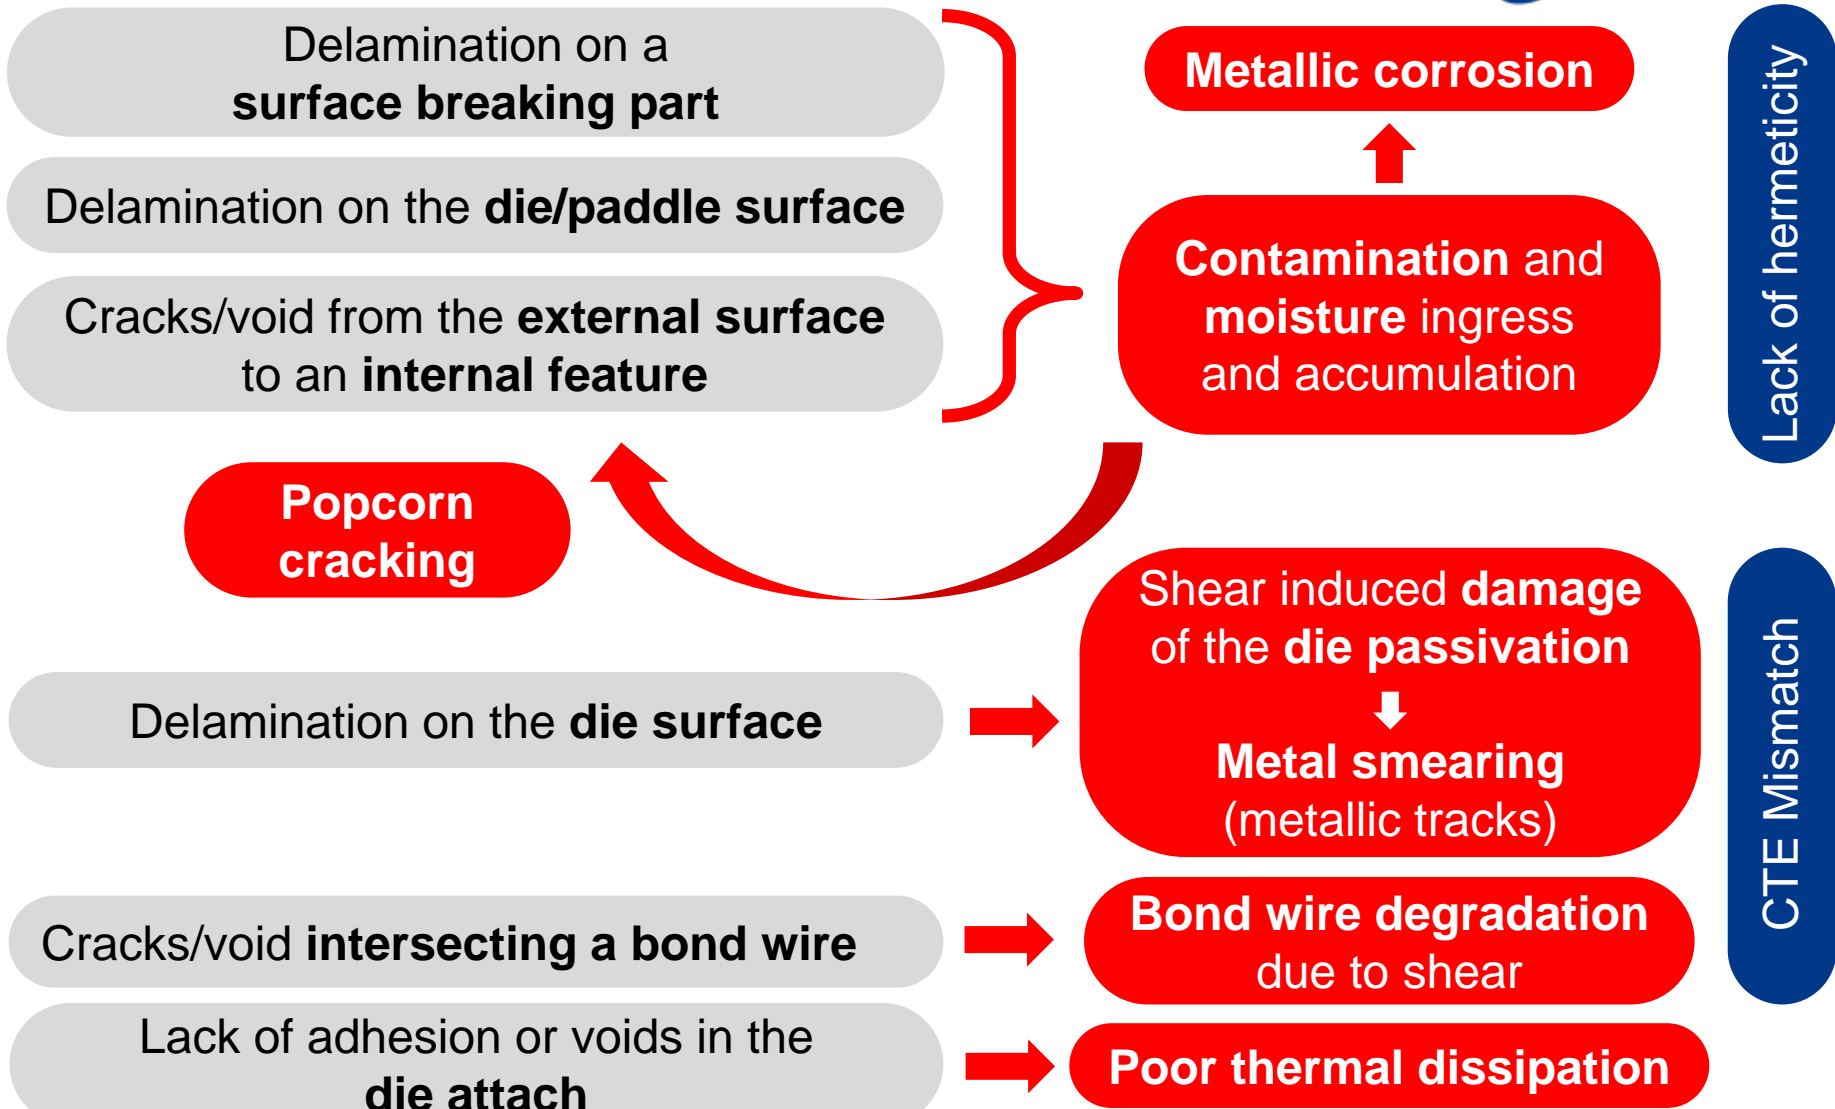 Delamination on a
surface breaking part
Delamination on the die/paddle surface
Cracks/void from the external surface
to an internal feature
Metallic corrosion
Contamination and
moisture ingress
and accumulation
Lack of hermeticity
Popcorn
cracking
Delamination on the die surface
Shear induced damage
of the die passivation
Metal smearing
(metallic tracks)
CTE Mismatch
Cracks/void intersecting a bond wire
Bond wire degradation
due to shear
Lack of adhesion or voids in the
die attach
Poor thermal dissipation